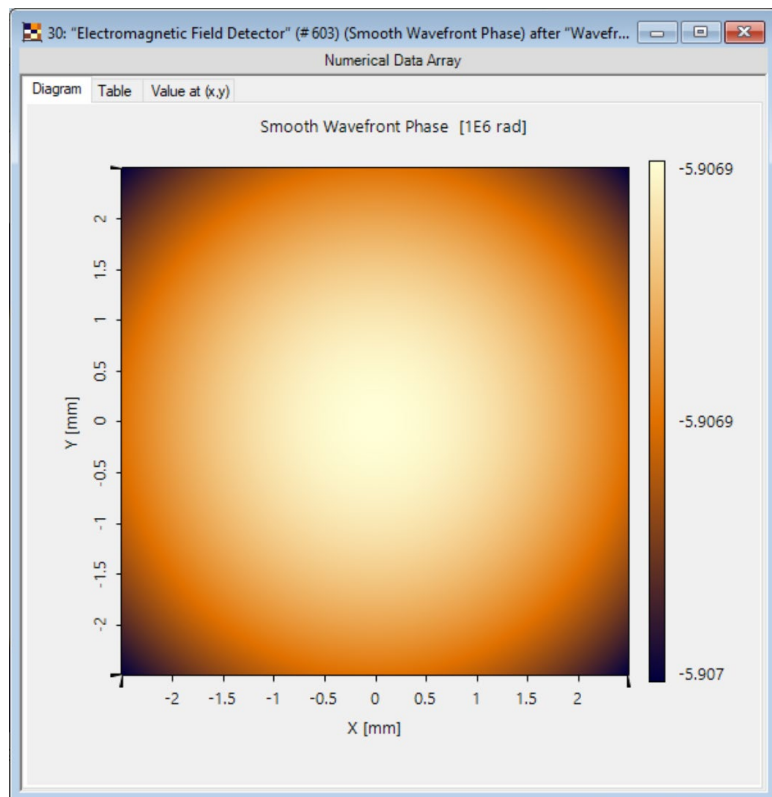 30: "Electromagnetic Field Detector" (# 603) (Smooth Wavefront Phase) after "Wavefr...
Numerical Data Array
Diagram Table Value at (x,y)
Smooth Wavefront Phase [1E6 rad]
-5.9069
2
1.5
1
0.5
0
-0.5
-1
-1.5
-2
Y [mm]
-5.9069
-5.907
-2 -1.5 -1 -0.5 0 0.5 1 1.5 2
X [mm]